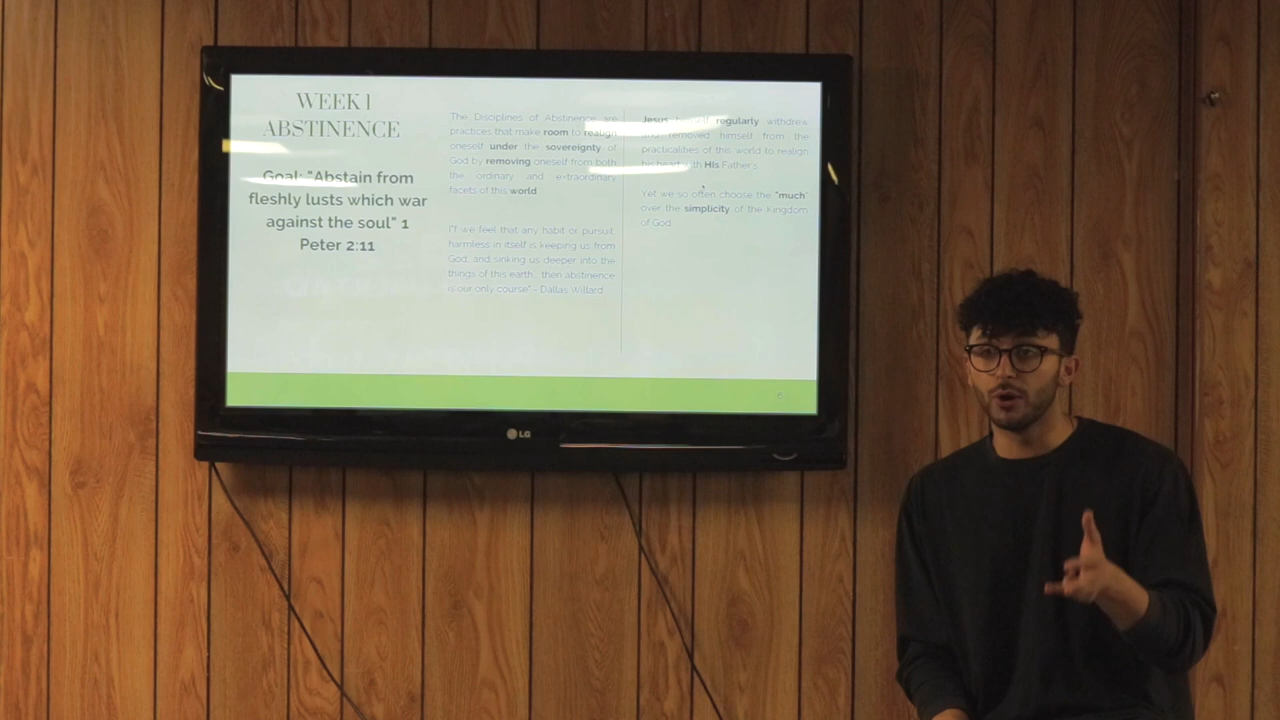 WEEK 1
ABSTINENCE
Goal: "Abstain from
fleshly lusts which war
against the soul" 1
Peter 2:11
The Disciplines of Abstinence are
practices that make room to realign
oneself under the sovereignty of
God by removing oneself from both
the ordinary and extraordinary
facets of this world
"If we feel that any habit or pursuit,
harmless in itself is keeping us from
God, and sinking us deeper into the
things of this earth... then abstinence
is our only course" - Dallas Willard
Jesus himself regularly withdrew
and removed himself from the
practicalities of this world to realign
his heart with His Father's
Yet we so often choose the "much"
over the simplicity of the Kingdom
of God
6
LG